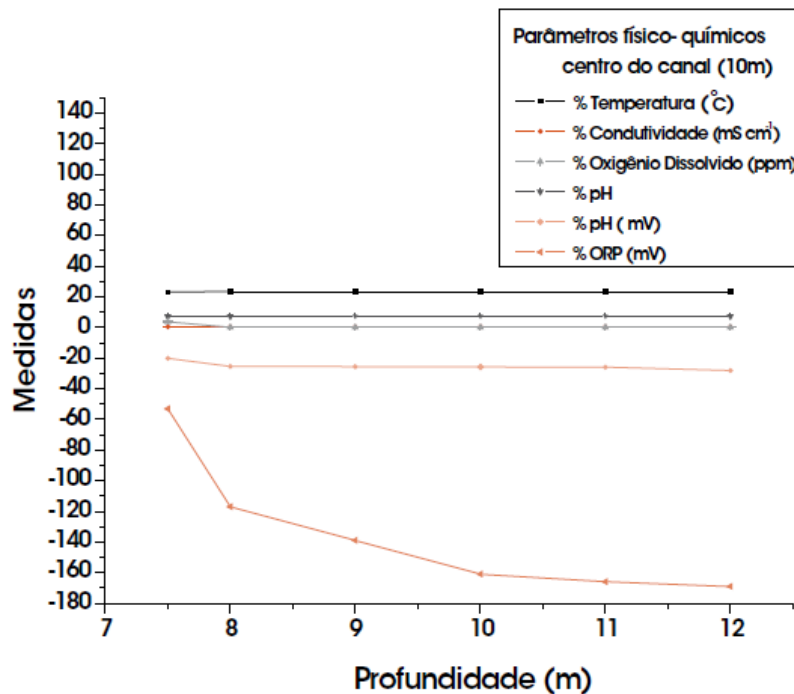 Parâmetros físico- químicos
centro do canal (10m)
% Temperatura (°C)
% Condutividade (mS cm⁻¹)
% Oxigênio Dissolvido (ppm)
% pH
% pH ( mV)
% ORP (mV)
140
120
100
80
60
40
20
0
-20
-40
-60
-80
-100
-120
-140
-160
-180
Medidas
7
8
9
10
11
12
Profundidade (m)